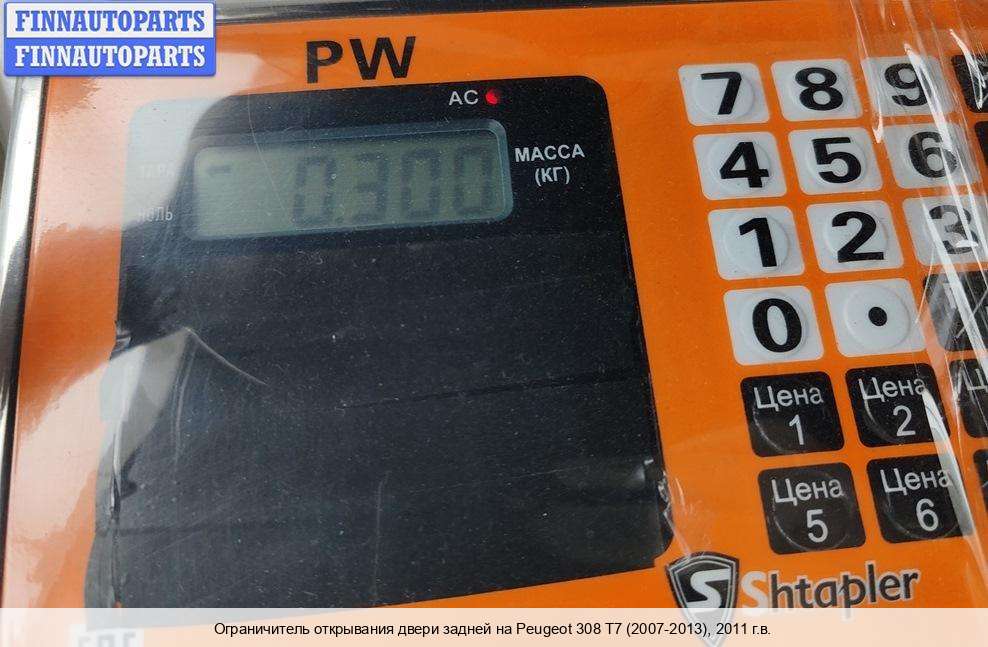 FINNAUTOPARTS
FINNAUTOPARTS
PW
AC
МАССА
(КГ)
0.300
ТАРА
НОЛЬ
7 8 9
4 5 6
1 2 3
0 .
Цена 1
Цена 2
Цена 5
Цена 6
Shtapler
Ограничитель открывания двери задней на Peugeot 308 T7 (2007-2013), 2011 г.в.